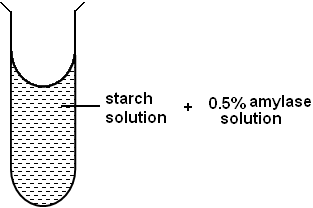 starch + 0.5% amylase
solution solution